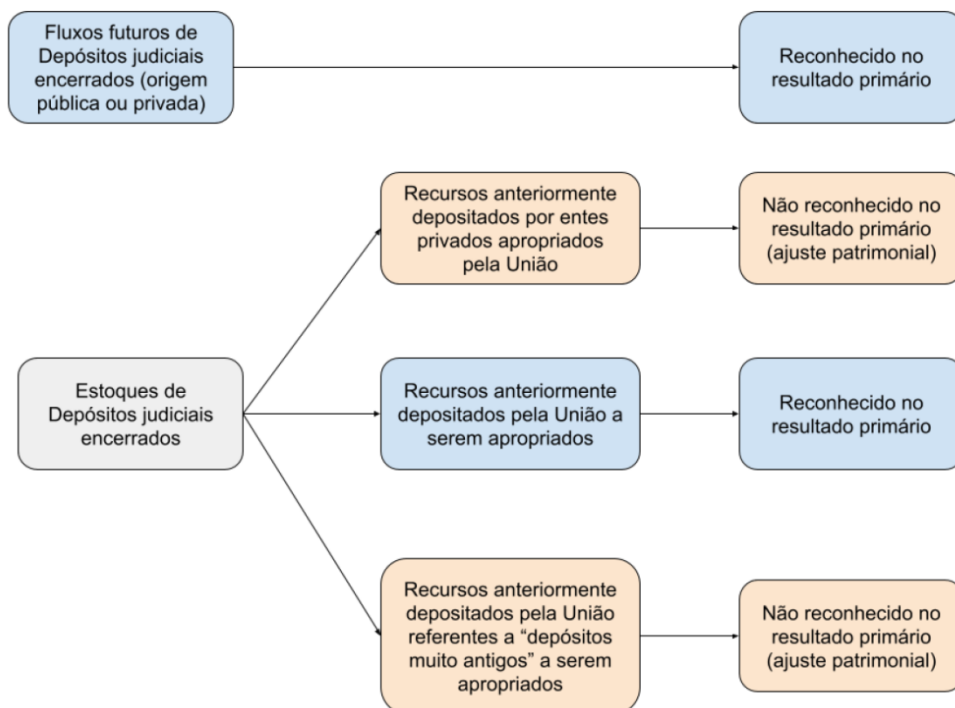 Fluxos futuros de
Depósitos judiciais
encerrados (origem
pública ou privada)
Reconhecido no
resultado primário
Recursos anteriormente
depositados por entes
privados apropriados
pela União
Não reconhecido no
resultado primário
(ajuste patrimonial)
Estoques de
Depósitos judiciais
encerrados
Recursos anteriormente
depositados pela União a
serem apropriados
Reconhecido no
resultado primário
Recursos anteriormente
depositados pela União
referentes a “depósitos
muito antigos” a serem
apropriados
Não reconhecido no
resultado primário
(ajuste patrimonial)